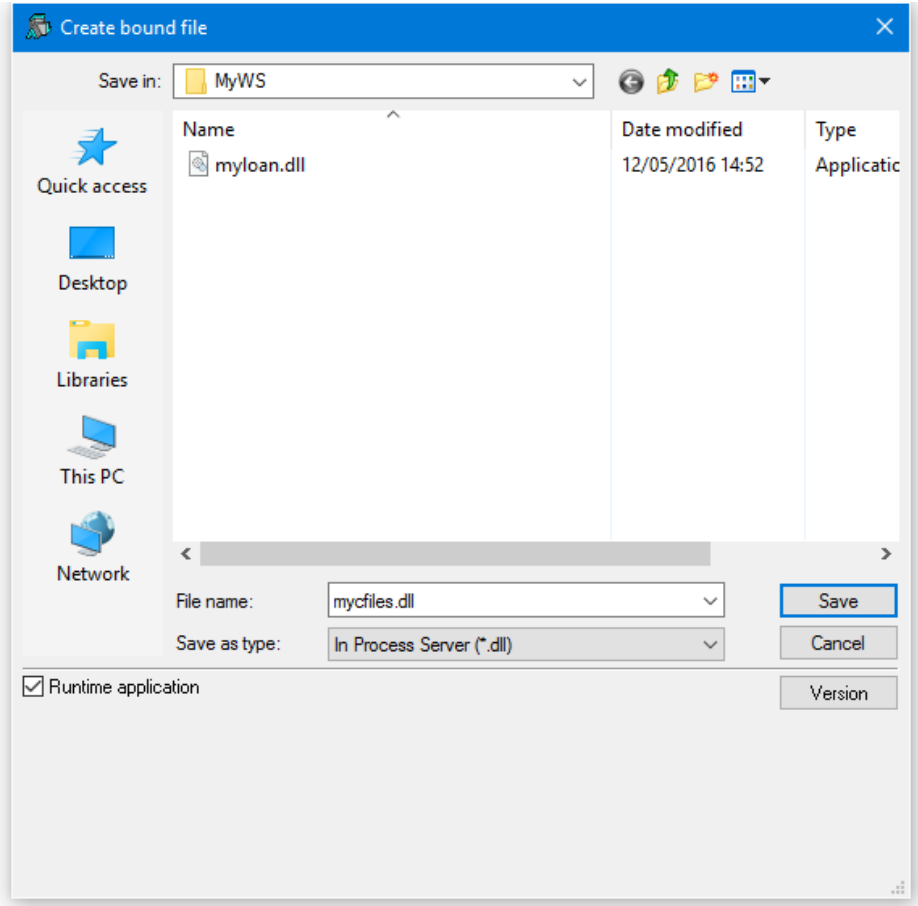 Create bound file
Save in: MyWS
Name Date modified Type
myloan.dll 12/05/2016 14:52 Applicatic
Quick access
Desktop
Libraries
This PC
Network
File name: mycfiles.dll Save
Save as type: In Process Server (*.dll) Cancel
Runtime application Version